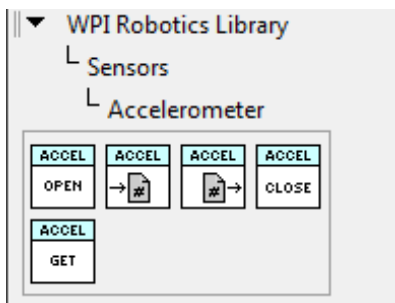 WPI Robotics Library
Sensors
Accelerometer
ACCEL ACCEL ACCEL ACCEL
OPEN # # CLOSE
ACCEL
GET